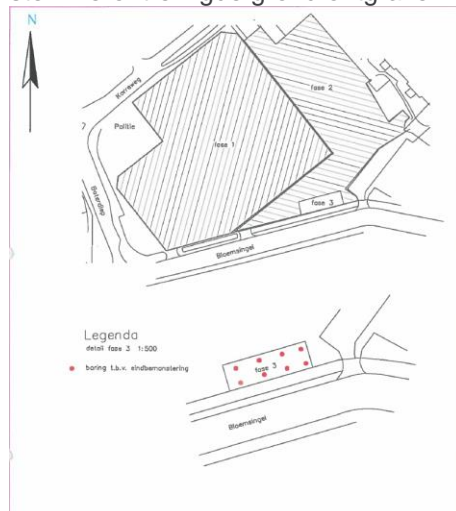 N
Korreweg
fase 2
Politie
fase 1
Boterdiep
fase 3
Bloemsingel
Legenda
detail fase 3 1:500
boring t.b.v. eindbemonstering
fase 3
Bloemsingel